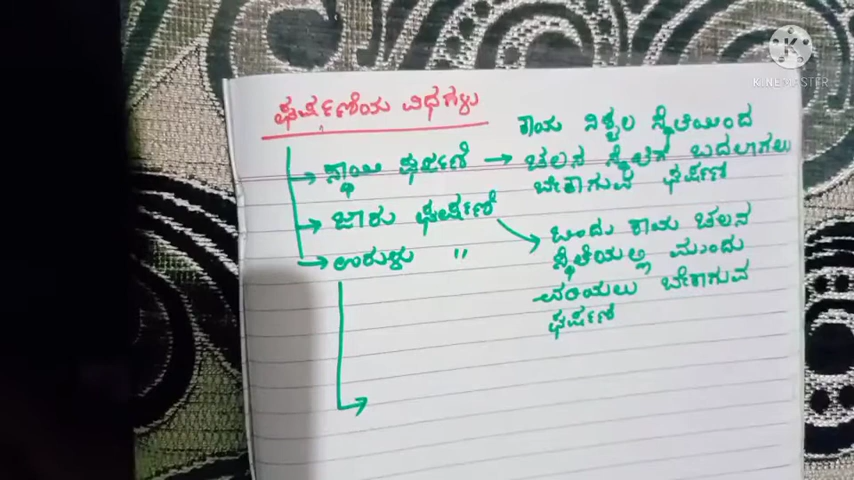 ಘರ್ಷಣೆಯ ವಿಧಗಳು
ಸ್ಥಾಯಿ ಘರ್ಷಣೆ → ಕಾಯ ನಿಶ್ಚಲ ಸ್ಥಿತಿಯಿಂದ
ಚಲನ ಸ್ಥಿತಿಗೆ ಬದಲಾಗಲು
ಬೇಕಾಗುವ ಘರ್ಷಣೆ
ಜಾರು ಘರ್ಷಣೆ
ಒಂದು ಕಾಯ ಚಲನ
ಸ್ಥಿತಿಯಲ್ಲಿ ಮುಂದು
ವರಿಯಲು ಬೇಕಾಗುವ
ಘರ್ಷಣೆ
ಉರುಳು "
KINEMASTER